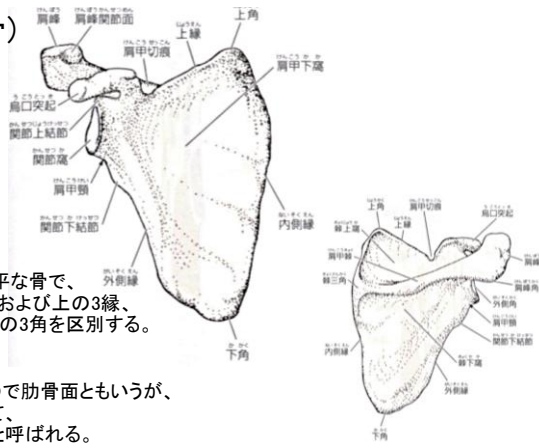 肩峰
肩峰関節面
上縁
上角
肩甲切痕
肩甲下窩
烏口突起
関節上結節
関節窩
肩甲頸
関節下結節
外側縁
内側縁
下角
平な骨で、
および上の3縁、
の3角を区別する。
で肋骨面ともいうが、
と呼ばれる。
上角
上縁
肩甲切痕
烏口突起
棘上窩
肩甲棘
棘三角
肩峰
肩峰角
外側角
肩甲頸
関節下結節
内側縁
棘下窩
外側縁
下角